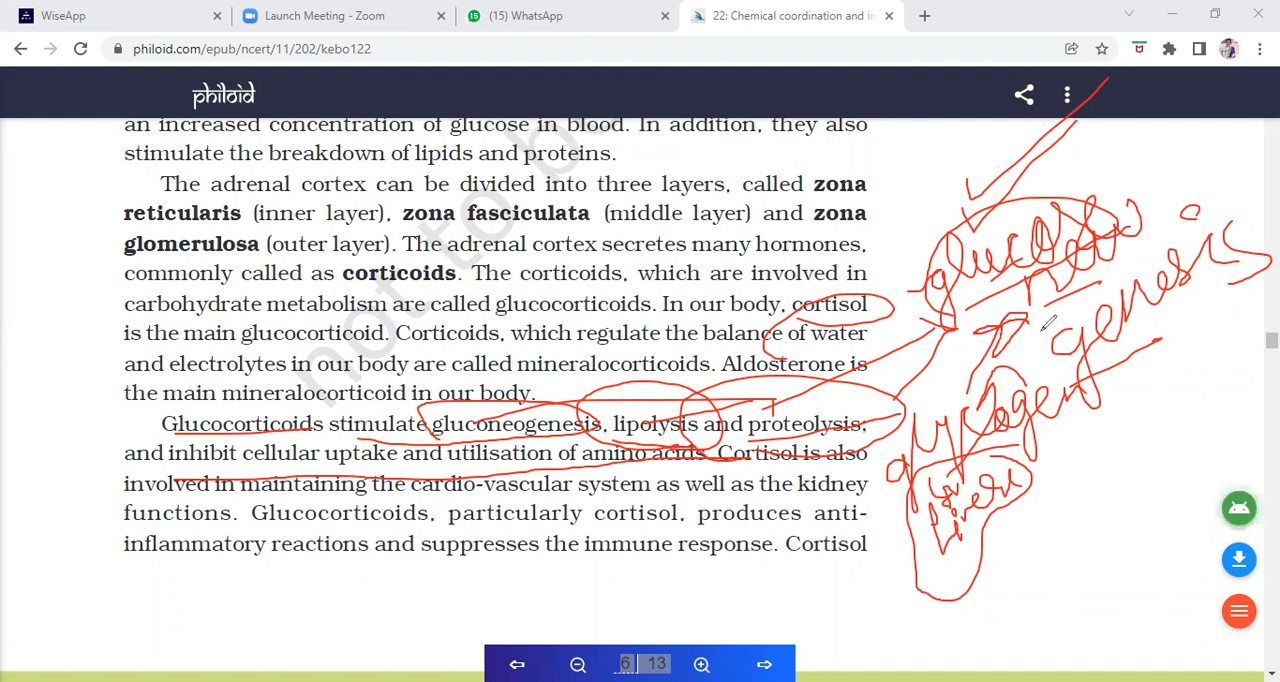 WiseApp
Launch Meeting - Zoom
(15) WhatsApp
22: Chemical coordination and in
philoid.com/epub/ncert/11/202/kebo122
philoid
an increased concentration of glucose in blood. In addition, they also
stimulate the breakdown of lipids and proteins.
The adrenal cortex can be divided into three layers, called zona
reticularis (inner layer), zona fasciculata (middle layer) and zona
glomerulosa (outer layer). The adrenal cortex secretes many hormones,
commonly called as corticoids. The corticoids, which are involved in
carbohydrate metabolism are called glucocorticoids. In our body, cortisol
is the main glucocorticoid. Corticoids, which regulate the balance of water
and electrolytes in our body are called mineralocorticoids. Aldosterone is
the main mineralocorticoid in our body.
Glucocorticoids stimulate gluconeogenesis, lipolysis and proteolysis;
and inhibit cellular uptake and utilisation of amino acids. Cortisol is also
involved in maintaining the cardio-vascular system as well as the kidney
functions. Glucocorticoids, particularly cortisol, produces anti-
inflammatory reactions and suppresses the immune response. Cortisol
not to b
genesis
glycogen
6 13